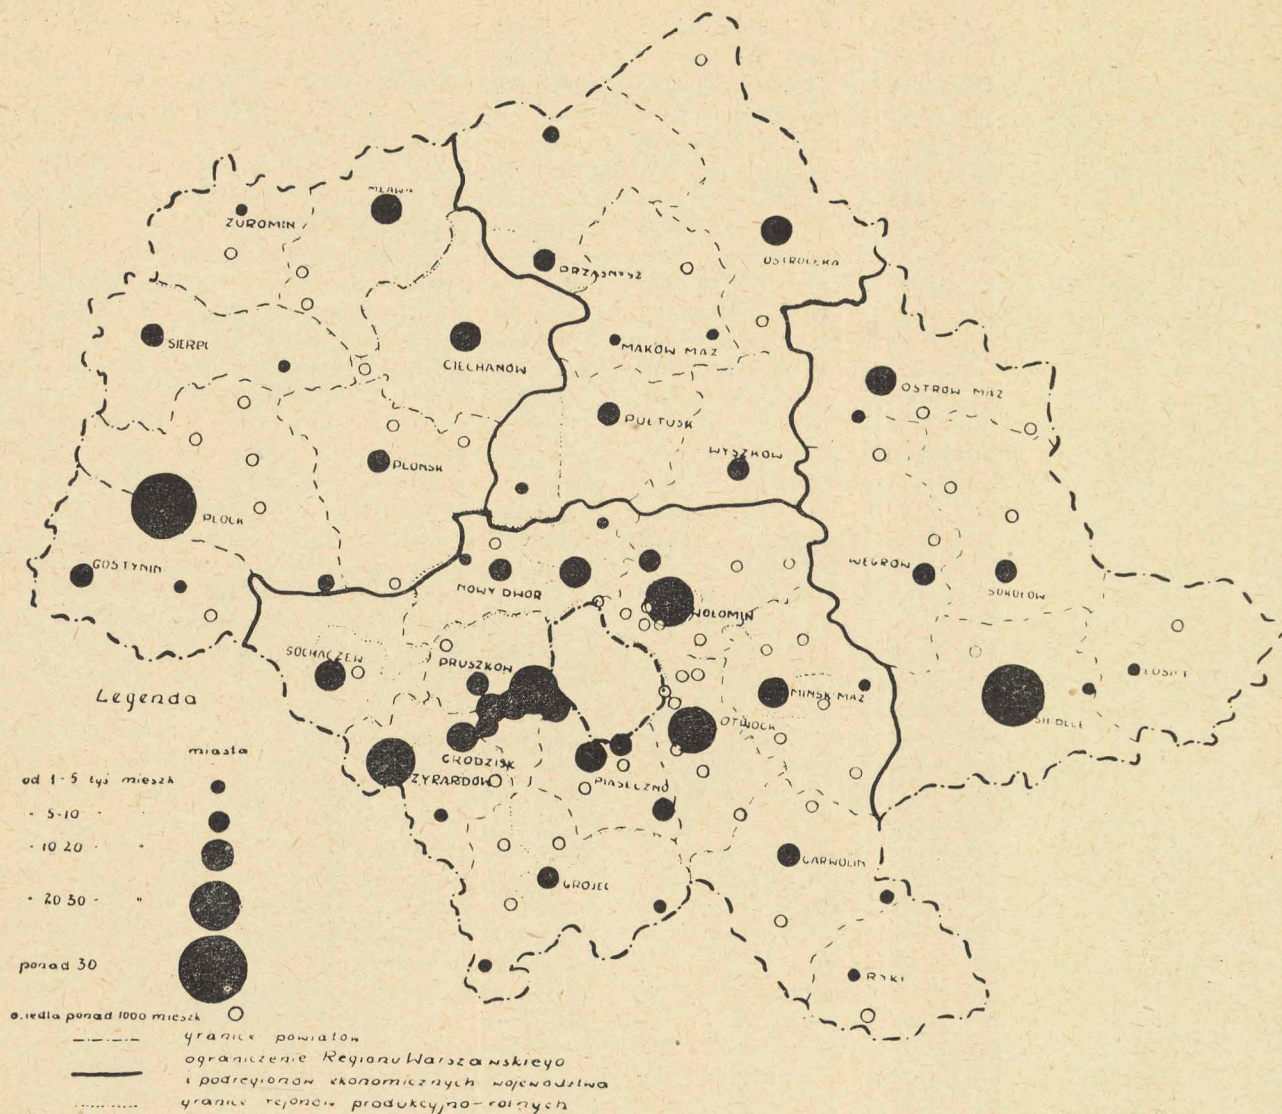 MŁAWA
ŻUROMIN
OSTROŁĘKA
PRZASNYSZ
SIERPC
MAKÓW MAZ
CIECHANÓW
OSTRÓW MAZ
PUŁTUSK
WYSZKÓW
PŁOŃSK
PŁOCK
GOSTYNIN
WĘGRÓW
SOKOŁÓW
NOWY DWÓR
WOŁOMIN
SOCHACZEW
PRUSZKÓW
ŁOSICE
MIŃSK MAZ
SIEDLCE
OTWOCK
GRODZISK
ŻYRARDÓW
PIASECZNO
GARWOLIN
GRÓJEC
RYKI
Legenda
miasta
od 1-5 tyś mieszk
- 5-10 - "
- 10 20 - "
- 20 30 - "
ponad 30
osiedla ponad 1000 mieszk
granice powiatów
ograniczenie Regionu Warszawskiego
i podregionów ekonomicznych województwa
granice rejonów produkcyjno-rolnych